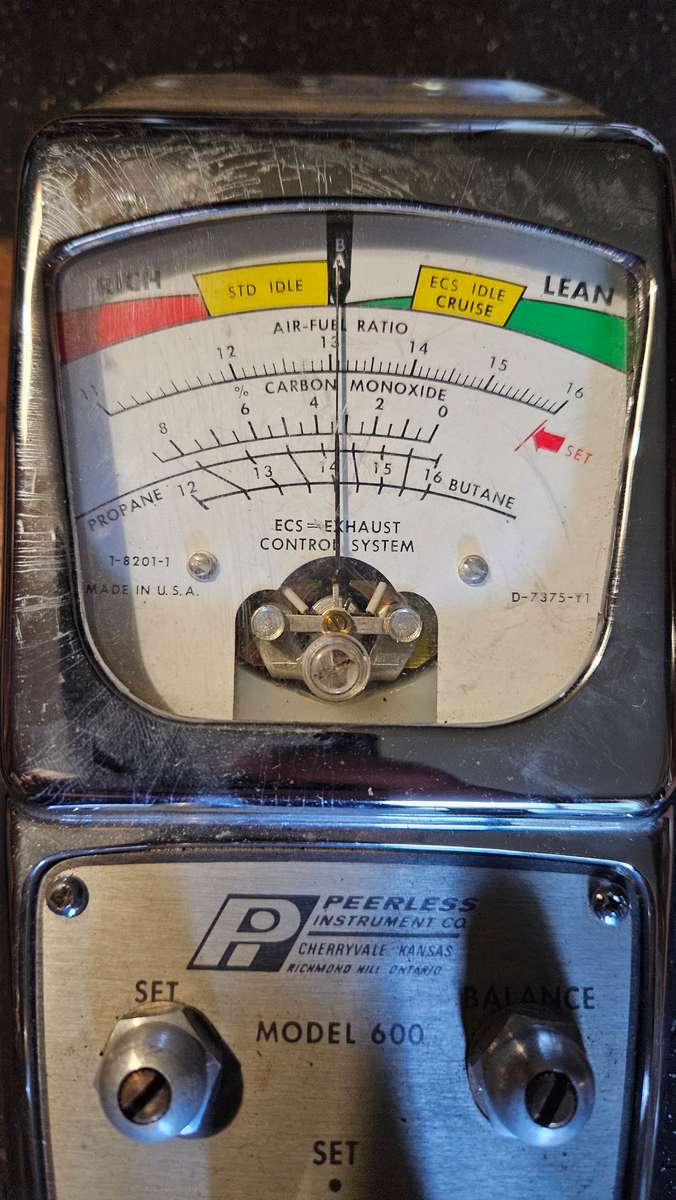 BA
RICH
STD IDLE
ECS IDLE
CRUISE
LEAN
AIR-FUEL RATIO
11 12 13 14 15 16
% CARBON MONOXIDE
8 6 4 2 0
SET
PROPANE 12 13 14 15 16 BUTANE
ECS=EXHAUST
CONTROL SYSTEM
T-8201-1
MADE IN U.S.A.
D-7375-Y1
PI
PEERLESS
INSTRUMENT CO.
CHERRYVALE KANSAS
RICHMOND HILL ONTARIO
SET
BALANCE
MODEL 600
SET